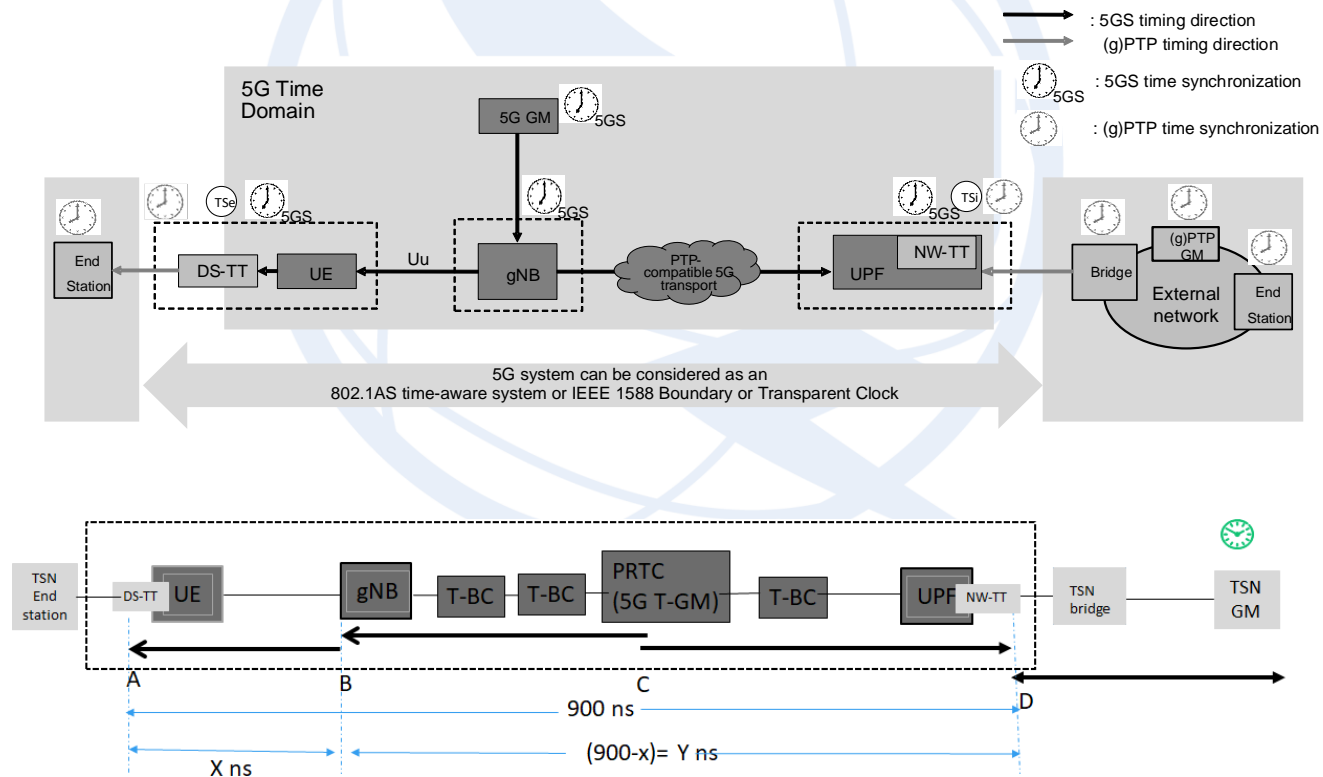 : 5GS timing direction
(g)PTP timing direction
: 5GS time synchronization
5GS
: (g)PTP time synchronization
5G Time
Domain
5G GM
5GS
5GS
TSe
5GS
5GS
TSi
End
Station
DS-TT
UE
Uu
gNB
PTP-
compatible 5G
transport
NW-TT
UPF
Bridge
(g)PTP
GM
External
network
End
Station
5G system can be considered as an
802.1AS time-aware system or IEEE 1588 Boundary or Transparent Clock
TSN
End
station
DS-TT
UE
gNB
T-BC
T-BC
PRTC
(5G T-GM)
T-BC
UPF
NW-TT
TSN
bridge
TSN
GM
A
B
C
D
900 ns
X ns
(900-x)= Y ns